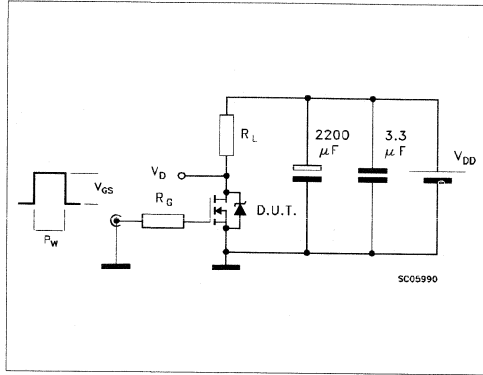 R_L
2200
μF
3.3
μF
V_DD
V_D
V_GS
R_G
D.U.T.
P_W
SC05990